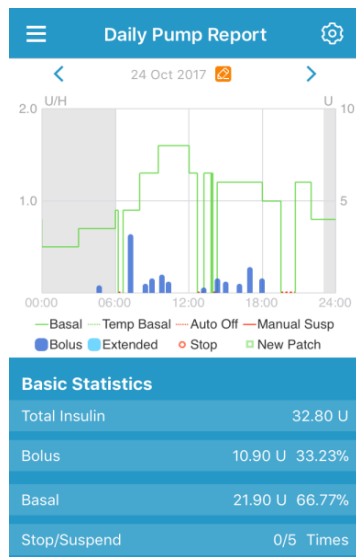 Daily Pump Report
24 Oct 2017
U/H U
2.0 10
1.0 5
00:00 06:00 12:00 18:00 24:00
Basal Temp Basal Auto Off Manual Susp
Bolus Extended Stop New Patch
Basic Statistics
Total Insulin 32.80 U
Bolus 10.90 U 33.23%
Basal 21.90 U 66.77%
Stop/Suspend 0/5 Times